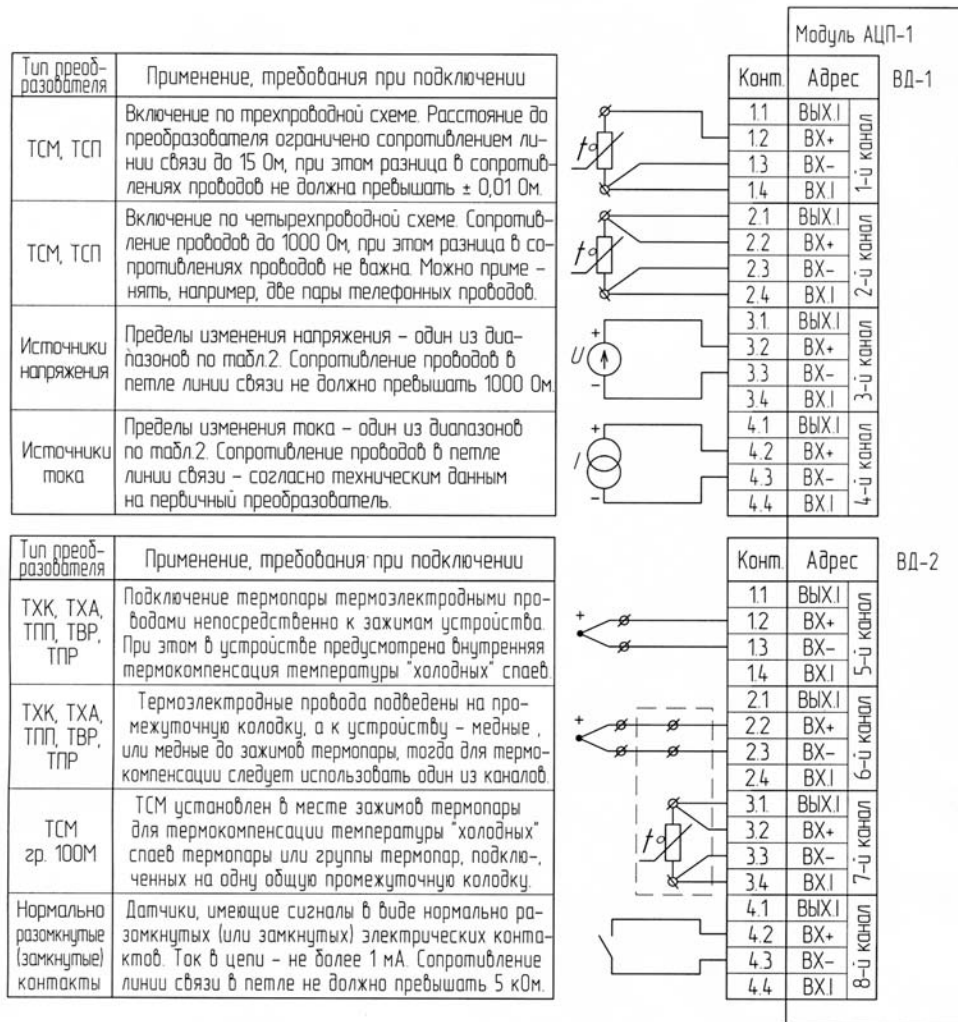 Модуль АЦП-1
Тип преоб-
разователя
Применение, требования при подключении
Конт.
Адрес
ВД-1
ТСМ, ТСП
Включение по трехпроводной схеме. Расстояние до
преобразователя ограничено сопротивлением ли-
нии связи до 15 Ом, при этом разница в сопротив-
лениях проводов не должна превышать ± 0,01 Ом.
t°
1.1 ВЫХ.I
1.2 ВХ+
1.3 ВХ-
1.4 ВХ.I
1-й канал
ТСМ, ТСП
Включение по четырехпроводной схеме. Сопротив-
ление проводов до 1000 Ом, при этом разница в со-
противлениях проводов не важна. Можно приме -
нять, например, две пары телефонных проводов.
t°
2.1 ВЫХ.I
2.2 ВХ+
2.3 ВХ-
2.4 ВХ.I
2-й канал
Источники
напряжения
Пределы изменения напряжения - один из диа-
пазонов по табл.2. Сопротивление проводов в
петле линии связи не должно превышать 1000 Ом.
+
U
-
3.1. ВЫХ.I
3.2 ВХ+
3.3 ВХ-
3.4 ВХ.I
3-й канал
Источники
тока
Пределы изменения тока - один из диапазонов
по табл.2. Сопротивление проводов в петле
линии связи - согласно техническим данным
на первичный преобразователь.
+
I
-
4.1 ВЫХ.I
4.2 ВХ+
4.3 ВХ-
4.4 ВХ.I
4-й канал
Тип преоб-
разователя
Применение, требования при подключении
Конт.
Адрес
ВД-2
ТХК, ТХА,
ТПП, ТВР,
ТПР
Подключение термопары термоэлектродными про-
водами непосредственно к зажимам устройства.
При этом в устройстве предусмотрена внутренняя
термокомпенсация температуры "холодных" спаев.
+
1.1 ВЫХ.I
1.2 ВХ+
1.3 ВХ-
1.4 ВХ.I
5-й канал
ТХК, ТХА,
ТПП, ТВР,
ТПР
Термоэлектродные провода подведены на про-
межуточную колодку, а к устройству - медные ,
или медные до зажимов термопары, тогда для термо-
компенсации следует использовать один из каналов.
+
2.1 ВЫХ.I
2.2 ВХ+
2.3 ВХ-
2.4 ВХ.I
6-й канал
ТСМ
гр. 100М
ТСМ установлен в месте зажимов термопары
для термокомпенсации температуры "холодных"
спаев термопары или группы термопар, подклю-,
ченных на одну общую промежуточную колодку.
t°
3.1 ВЫХ.I
3.2 ВХ+
3.3 ВХ-
3.4 ВХ.I
7-й канал
Нормально
разомкнутые
(замкнутые)
контакты
Датчики, имеющие сигналы в виде нормально ра-
зомкнутых (или замкнутых) электрических конта-
ктов. Ток в цепи - не более 1 мА. Сопротивление
линии связи в петле не должно превышать 5 кОм.
4.1 ВЫХ.I
4.2 ВХ+
4.3 ВХ-
4.4 ВХ.I
8-й канал